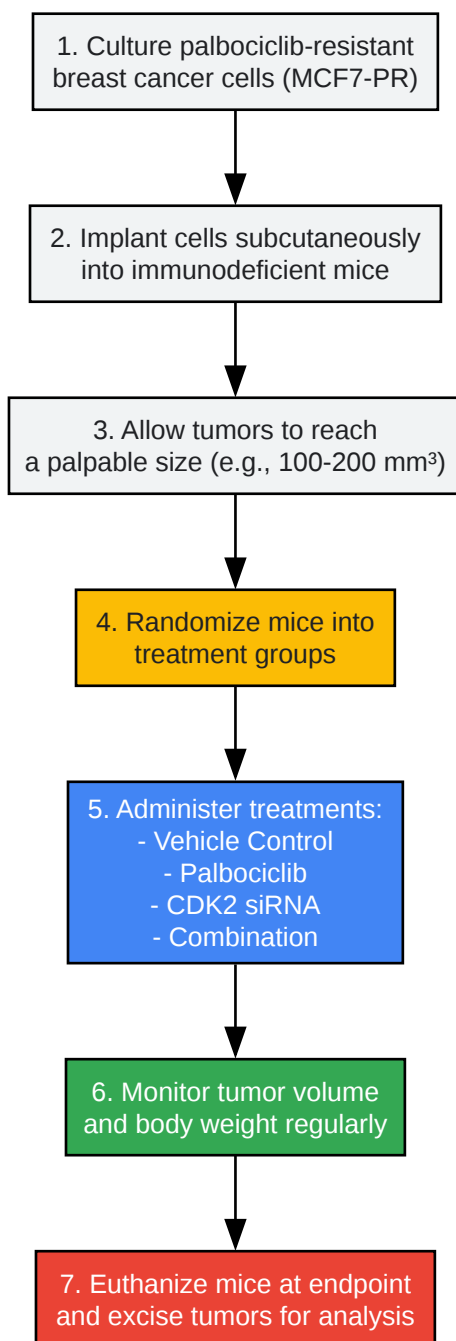 1. Culture palbociclib-resistant
breast cancer cells (MCF7-PR)
2. Implant cells subcutaneously
into immunodeficient mice
3. Allow tumors to reach
a palpable size (e.g., 100-200 mm³)
4. Randomize mice into
treatment groups
5. Administer treatments:
- Vehicle Control
- Palbociclib
- CDK2 siRNA
- Combination
6. Monitor tumor volume
and body weight regularly
7. Euthanize mice at endpoint
and excise tumors for analysis